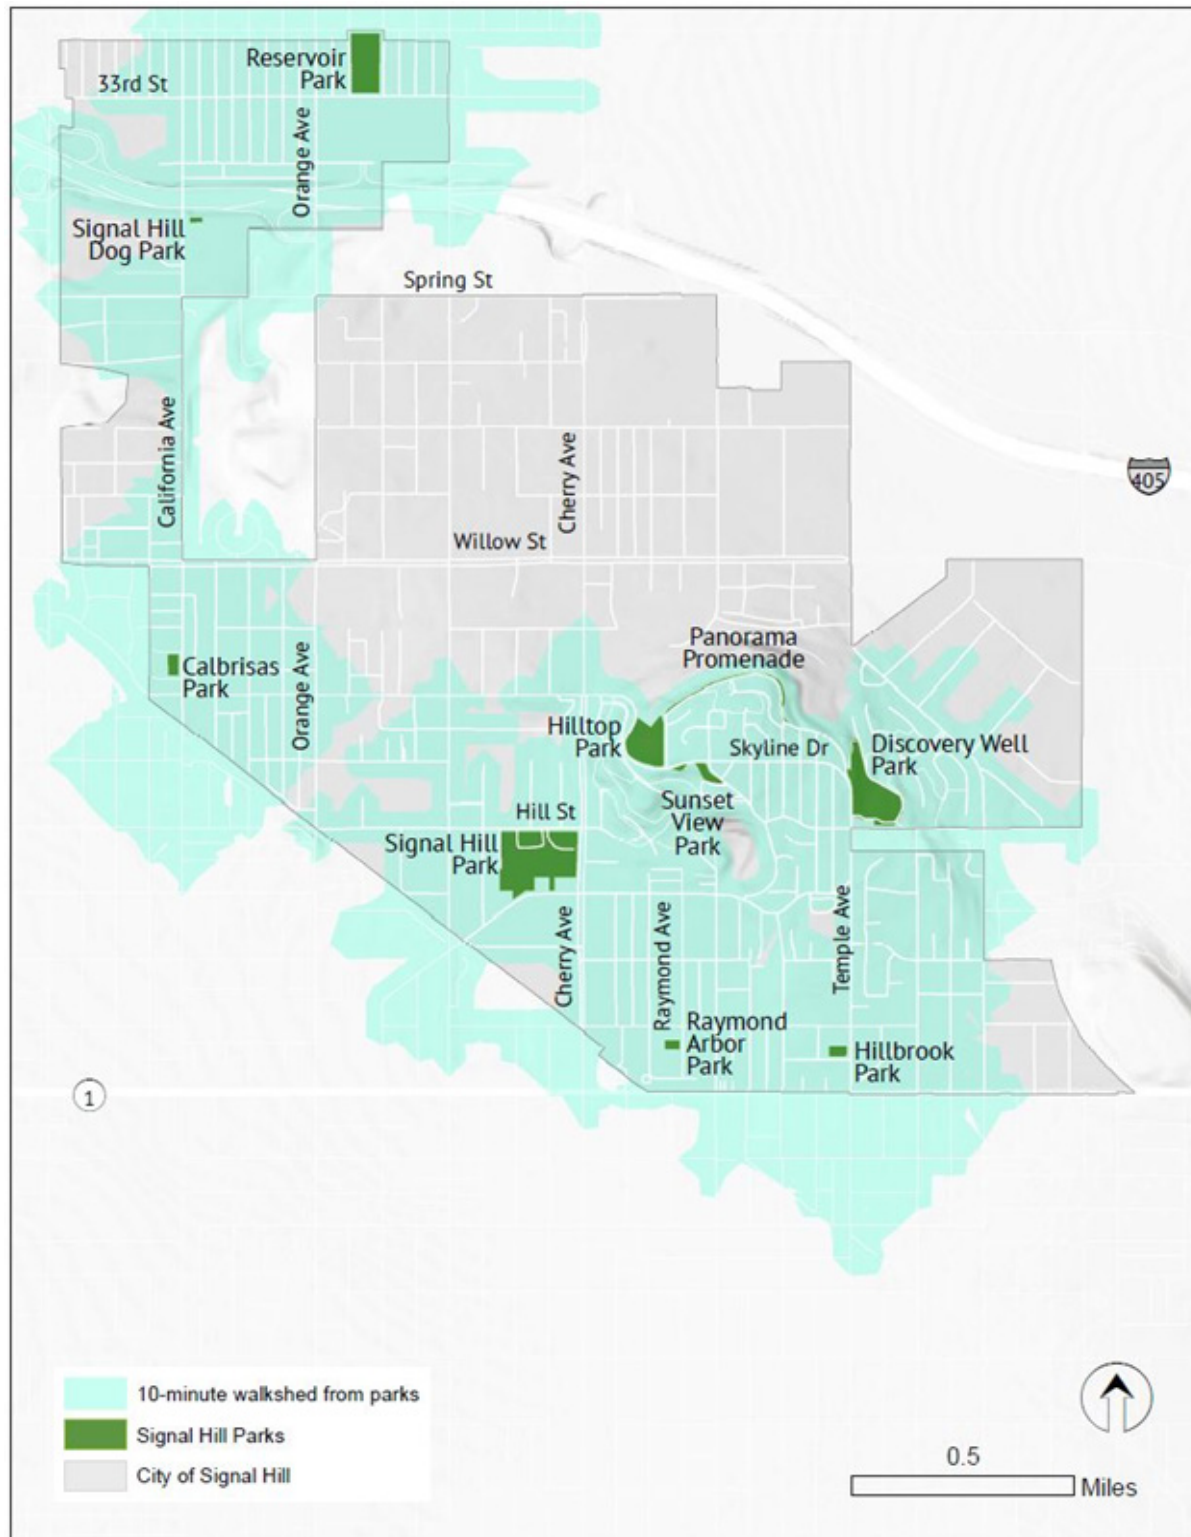 Reservoir
Park
33rd St
Orange Ave
Signal Hill
Dog Park
Spring St
California Ave
Cherry Ave
405
Willow St
Panorama
Promenade
Calbrisas
Park
Orange Ave
Hilltop
Park
Skyline Dr
Discovery Well
Park
Sunset
View
Park
Hill St
Signal Hill
Park
Cherry Ave
Raymond Ave
Temple Ave
Raymond
Arbor
Park
Hillbrook
Park
1
10-minute walkshed from parks
Signal Hill Parks
City of Signal Hill
0.5
Miles